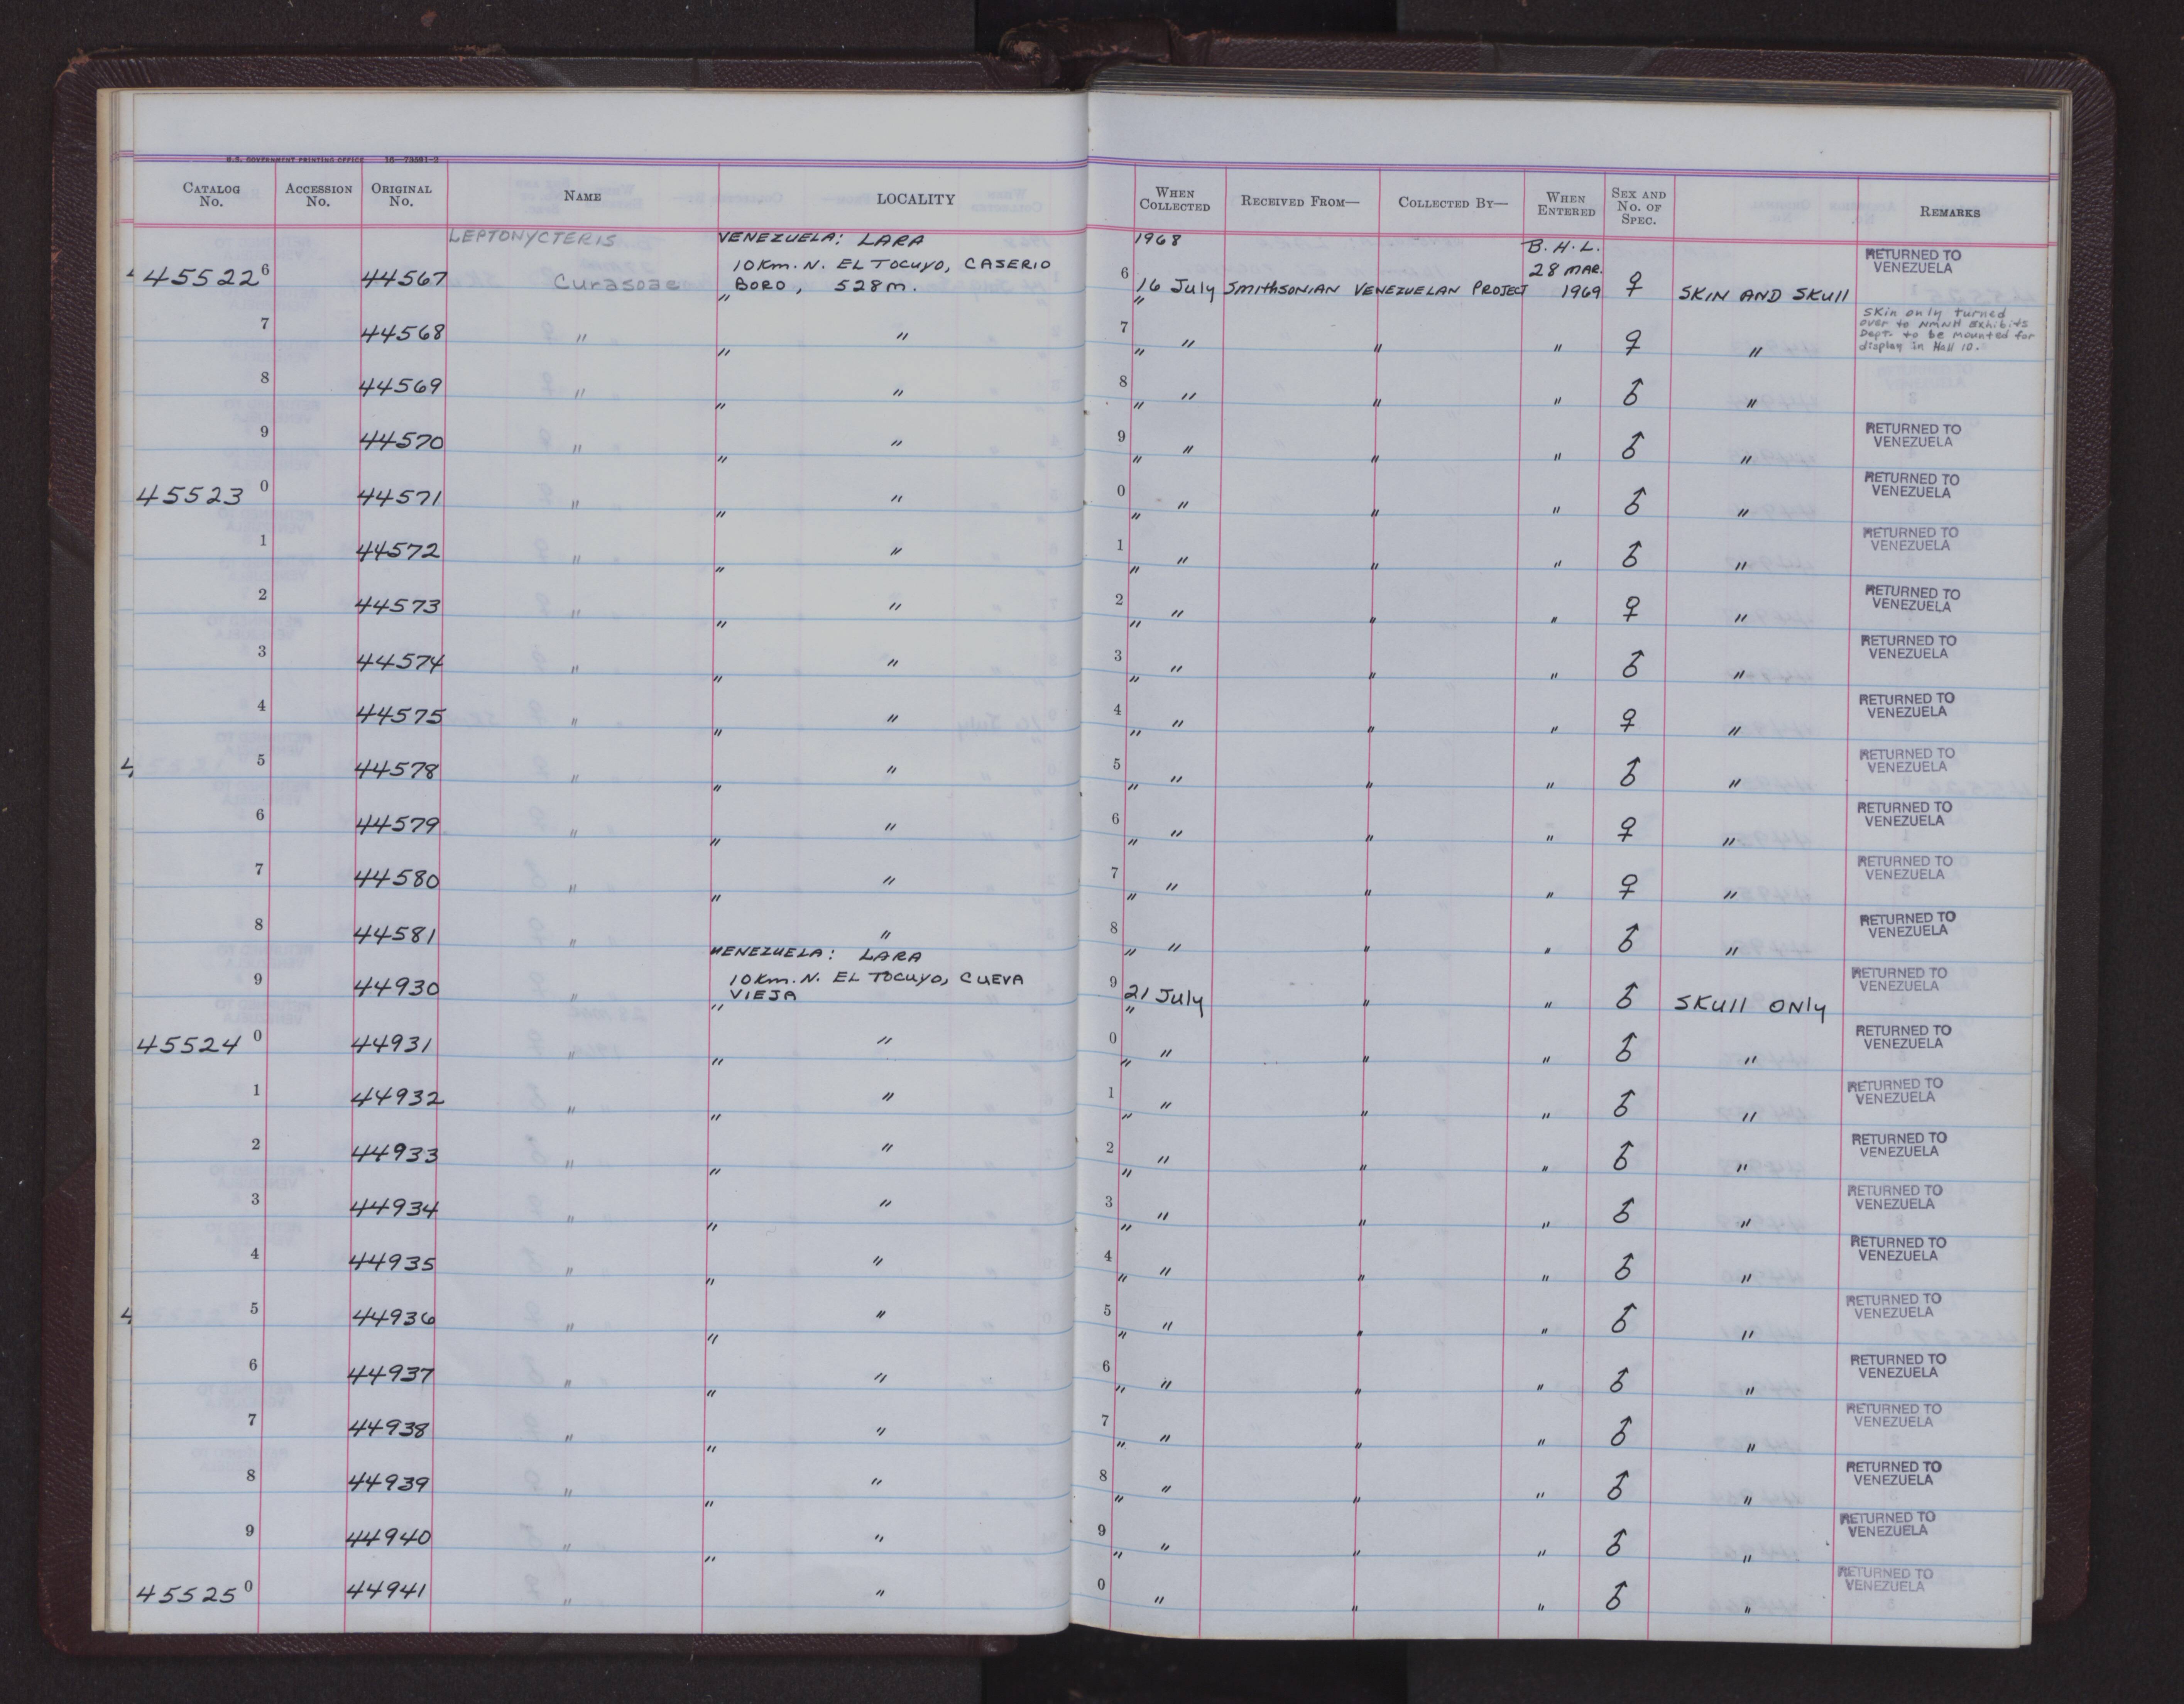 U.S. GOVERNMENT PRINTING OFFICE 16—73591-2
CATALOG No. ACCESSION No. ORIGINAL No. NAME LOCALITY WHEN COLLECTED RECEIVED FROM— COLLECTED BY— WHEN ENTERED SEX AND No. OF SPEC. REMARKS
LEPTONYCTERIS VENEZUELA: LARA 1968 B.H.L. RETURNED TO
10 Km. N. EL TOCUYO, CASERIO 28 MAR. VENEZUELA
45522 6 44567 Curasoae BORO, 528m. 6 16 July SMITHSONIAN VENEZUELAN PROJECT 1969 ♀ SKIN AND SKULL
7 44568 " " " 7 " " " " ♀ " Skin only turned
over to NMNH Exhibits
Dept. to be mounted for
display in Hall 10.
8 44569 " " " 8 " " " " ♂ "
9 44570 " " " 9 " " " " ♂ " RETURNED TO VENEZUELA
45523 0 44571 " " " 0 " " " " ♂ " RETURNED TO VENEZUELA
1 44572 " " " 1 " " " " ♂ " RETURNED TO VENEZUELA
2 44573 " " " 2 " " " " ♀ " RETURNED TO VENEZUELA
3 44574 " " " 3 " " " " ♂ " RETURNED TO VENEZUELA
4 44575 " " " 4 " " " " ♀ " RETURNED TO VENEZUELA
5 44578 " " " 5 " " " " ♂ " RETURNED TO VENEZUELA
6 44579 " " " 6 " " " " ♀ " RETURNED TO VENEZUELA
7 44580 " " " 7 " " " " ♀ " RETURNED TO VENEZUELA
8 44581 " " 8 " " " " ♂ " RETURNED TO VENEZUELA
VENEZUELA: LARA
10 Km. N. EL TOCUYO, CUEVA
9 44930 " VIEJA 9 21 July " " ♂ SKULL ONLY RETURNED TO VENEZUELA
45524 0 44931 " " " 0 " " " " ♂ " RETURNED TO VENEZUELA
1 44932 " " " 1 " " " " ♂ " RETURNED TO VENEZUELA
2 44933 " " " 2 " " " " ♂ " RETURNED TO VENEZUELA
3 44934 " " " 3 " " " " ♂ " RETURNED TO VENEZUELA
4 44935 " " " 4 " " " " ♂ " RETURNED TO VENEZUELA
5 44936 " " " 5 " " " " ♂ " RETURNED TO VENEZUELA
6 44937 " " " 6 " " " " ♂ " RETURNED TO VENEZUELA
7 44938 " " " 7 " " " " ♂ " RETURNED TO VENEZUELA
8 44939 " " " 8 " " " " ♂ " RETURNED TO VENEZUELA
9 44940 " " " 9 " " " " ♂ " RETURNED TO VENEZUELA
45525 0 44941 " " 0 " " " ♂ " RETURNED TO VENEZUELA